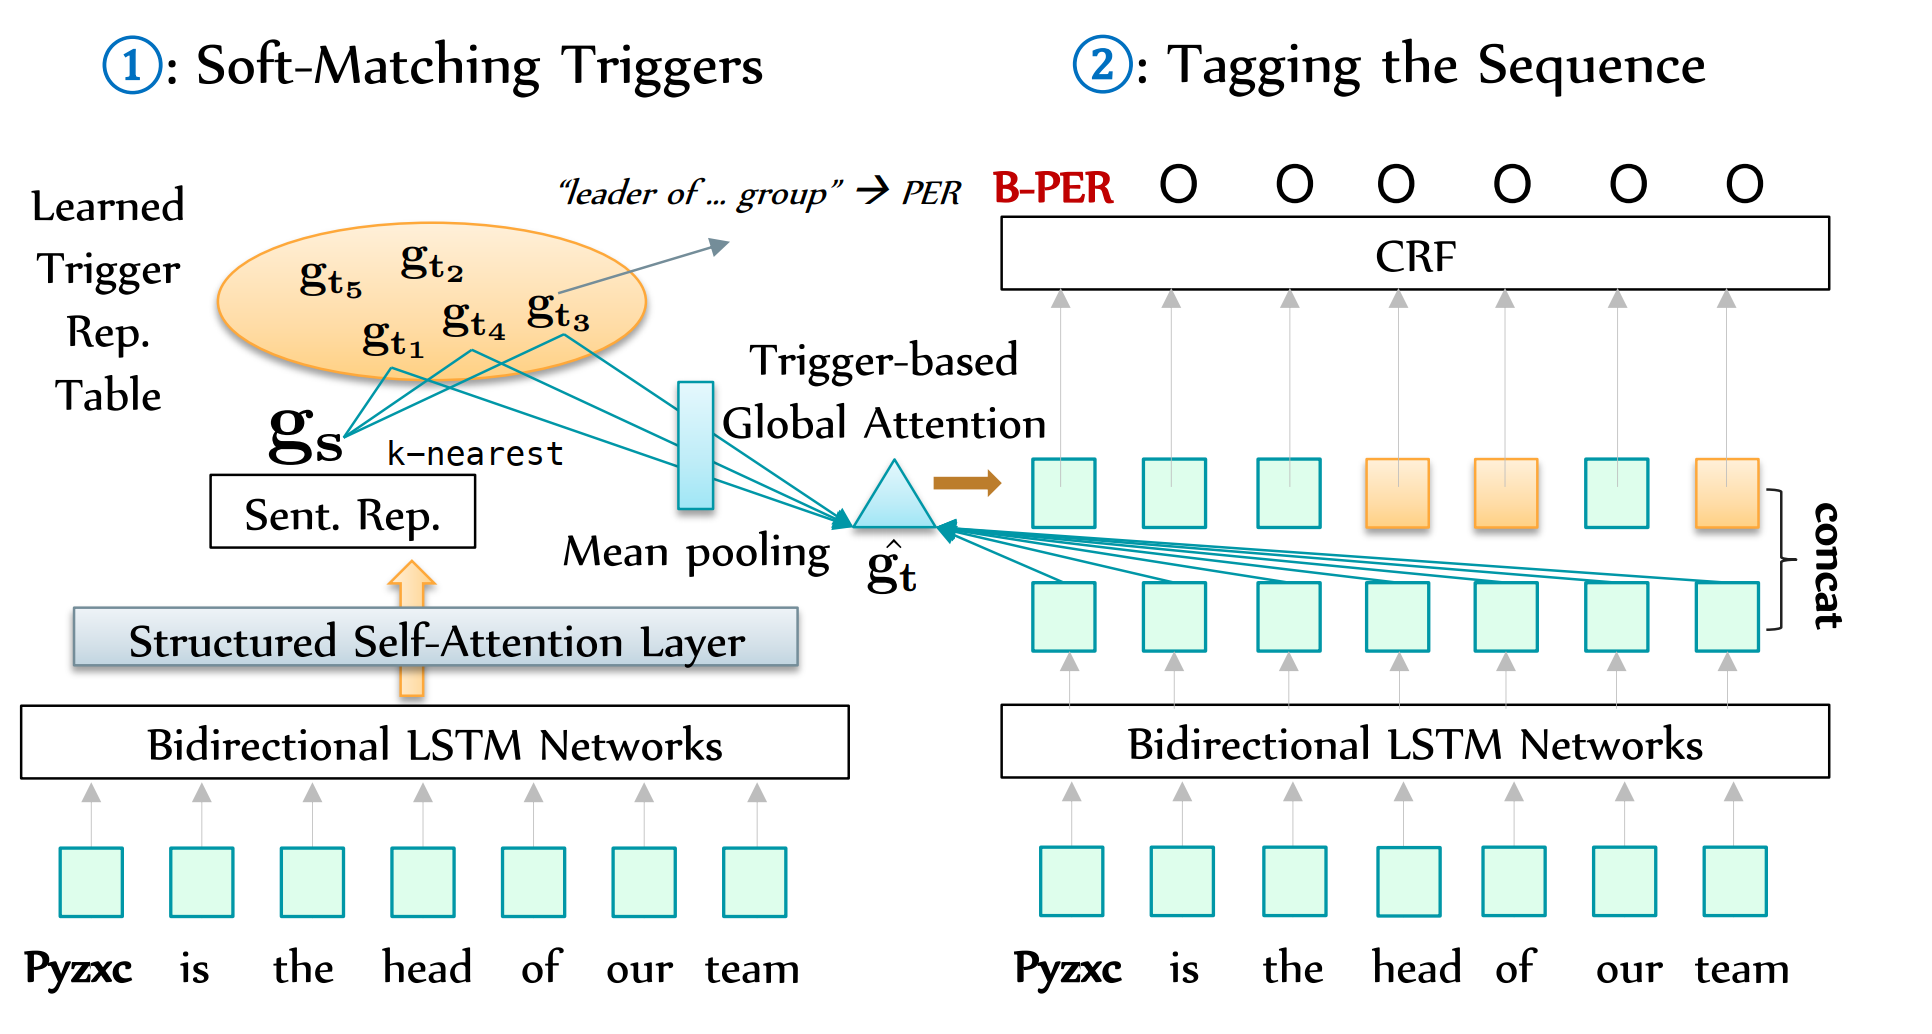 ①: Soft-Matching Triggers
②: Tagging the Sequence
Learned
Trigger
Rep.
Table
"leader of ... group" → PER
B-PER O O O O O O
CRF
g_t5 g_t2
g_t1 g_t4 g_t3
g_s
k-nearest
Sent. Rep.
Trigger-based
Global Attention
Mean pooling
ĝ_t
concat
Structured Self-Attention Layer
Bidirectional LSTM Networks
Bidirectional LSTM Networks
Pyzxc is the head of our team
Pyzxc is the head of our team